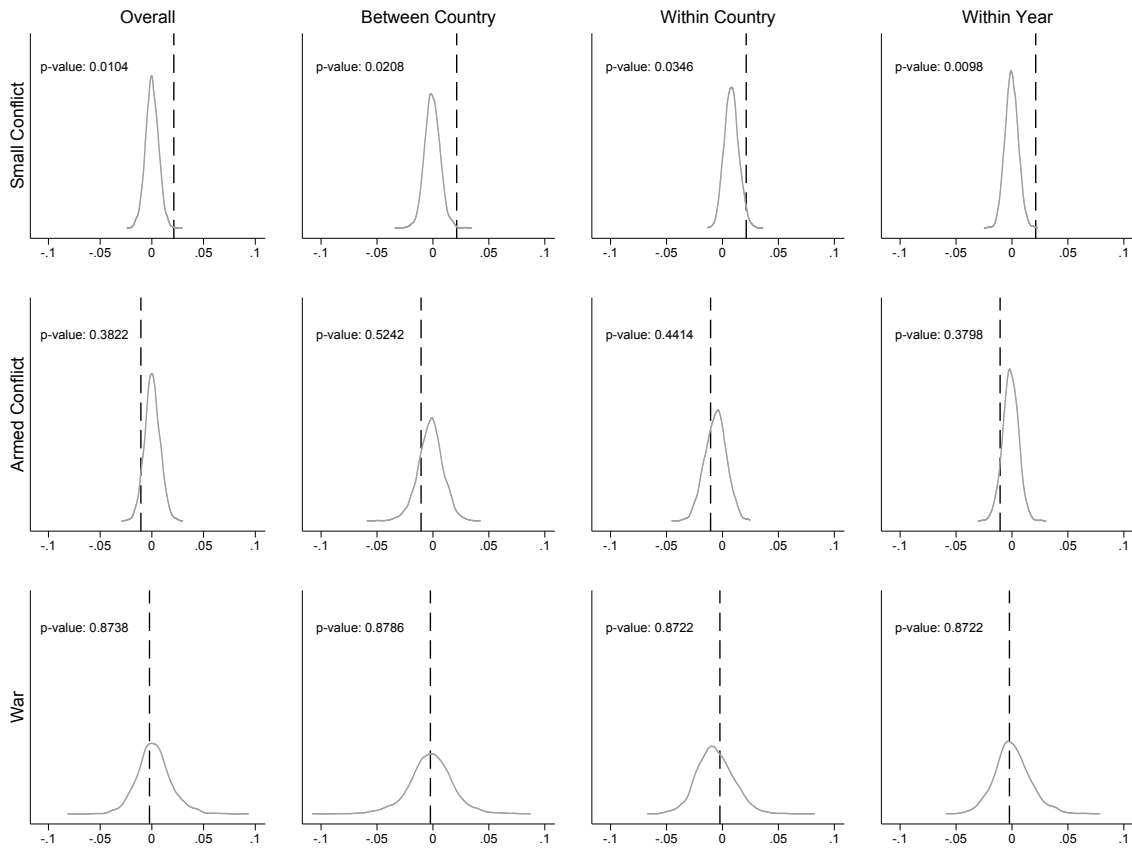 Overall Between Country Within Country Within Year
Small Conflict
p-value: 0.0104 p-value: 0.0208 p-value: 0.0346 p-value: 0.0098
-.1 -.05 0 .05 .1 -.1 -.05 0 .05 .1 -.1 -.05 0 .05 .1 -.1 -.05 0 .05 .1
Armed Conflict
p-value: 0.3822 p-value: 0.5242 p-value: 0.4414 p-value: 0.3798
-.1 -.05 0 .05 .1 -.1 -.05 0 .05 .1 -.1 -.05 0 .05 .1 -.1 -.05 0 .05 .1
War
p-value: 0.8738 p-value: 0.8786 p-value: 0.8722 p-value: 0.8722
-.1 -.05 0 .05 .1 -.1 -.05 0 .05 .1 -.1 -.05 0 .05 .1 -.1 -.05 0 .05 .1